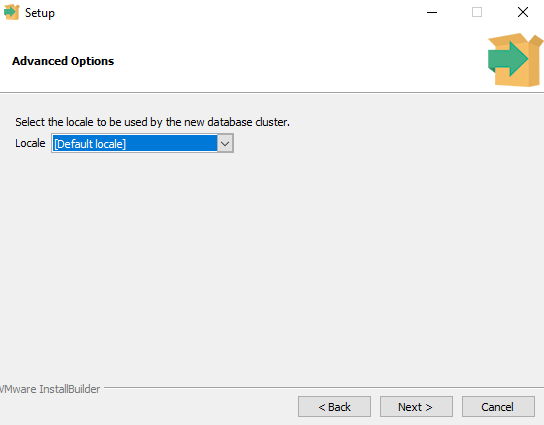 Setup
Advanced Options
Select the locale to be used by the new database cluster.
Locale [Default locale]
VMware InstallBuilder
< Back Next > Cancel